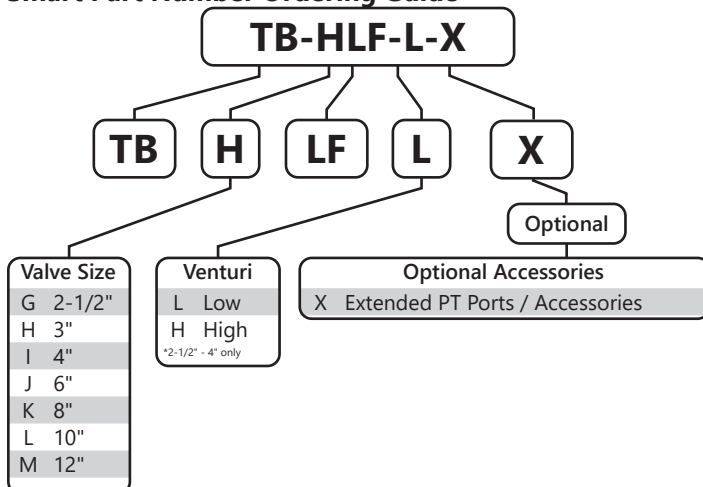 Smart Part Number Ordering Guide
TB-HLF-L-X
TB H LF L X
Optional
Valve Size
G 2-1/2"
H 3"
I 4"
J 6"
K 8"
L 10"
M 12"
Venturi
L Low
H High
*2-1/2" - 4" only
Optional Accessories
X Extended PT Ports / Accessories